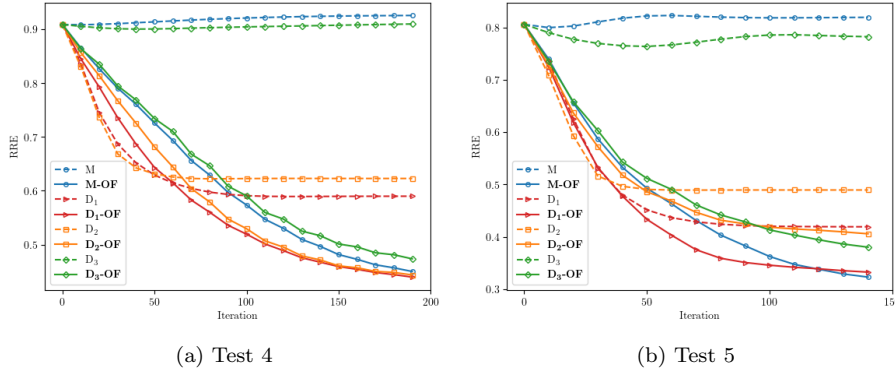 0.9
0.8
0.7
0.6
0.5
RRE
M
M-OF
D₁
D₁-OF
D₂
D₂-OF
D₃
D₃-OF
0 50 100 150 200
Iteration
(a) Test 4
0.8
0.7
0.6
0.5
0.4
0.3
RRE
M
M-OF
D₁
D₁-OF
D₂
D₂-OF
D₃
D₃-OF
0 50 100
Iteration
(b) Test 5